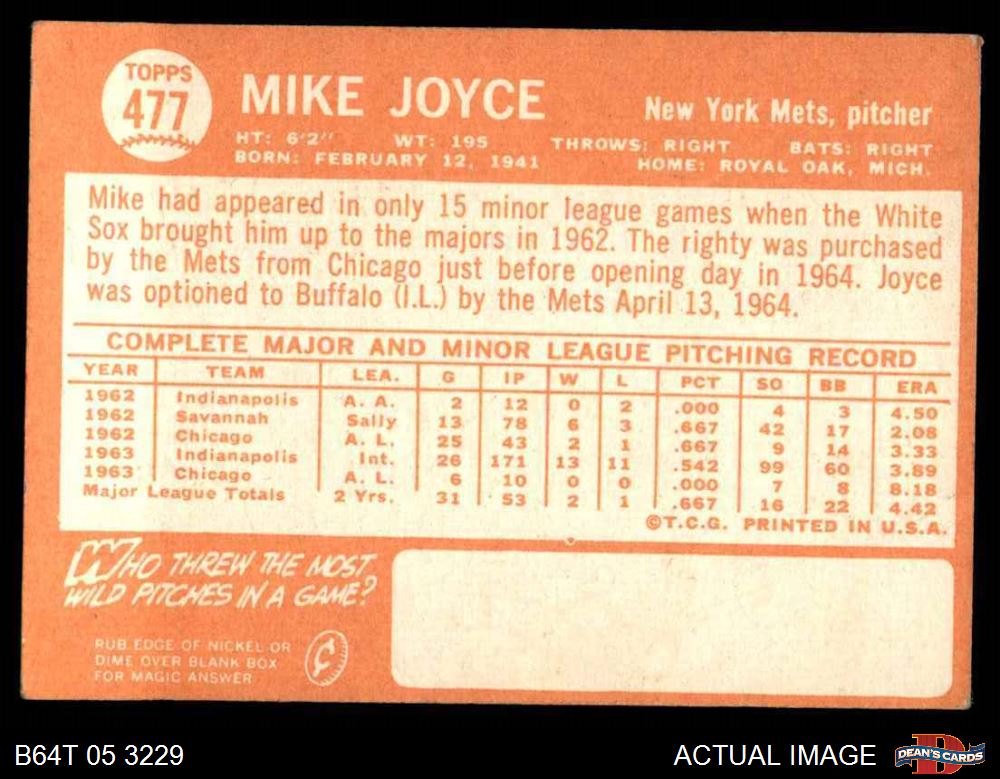 TOPPS
477
MIKE JOYCE
New York Mets, pitcher
HT: 6'2" WT: 195 THROWS: RIGHT BATS: RIGHT
BORN: FEBRUARY 12, 1941 HOME: ROYAL OAK, MICH.
Mike had appeared in only 15 minor league games when the White
Sox brought him up to the majors in 1962. The righty was purchased
by the Mets from Chicago just before opening day in 1964. Joyce
was optioned to Buffalo (I.L.) by the Mets April 13, 1964.
COMPLETE MAJOR AND MINOR LEAGUE PITCHING RECORD
YEAR TEAM LEA. G IP W L PCT SO BB ERA
1962 Indianapolis A. A. 2 12 0 2 .000 4 3 4.50
1962 Savannah Sally 13 78 6 3 .667 42 17 2.08
1962 Chicago A. L. 25 43 2 1 .667 9 14 3.33
1963 Indianapolis Int. 26 171 13 11 .542 99 60 3.89
1963 Chicago A. L. 6 10 0 0 .000 7 8 8.18
Major League Totals 2 Yrs. 31 53 2 1 .667 16 22 4.42
©T.C.G. PRINTED IN U.S.A.
WHO THREW THE MOST
WILD PITCHES IN A GAME?
RUB EDGE OF NICKEL OR
DIME OVER BLANK BOX
FOR MAGIC ANSWER
¢
B64T 05 3229
ACTUAL IMAGE
D
DEAN'S CARDS